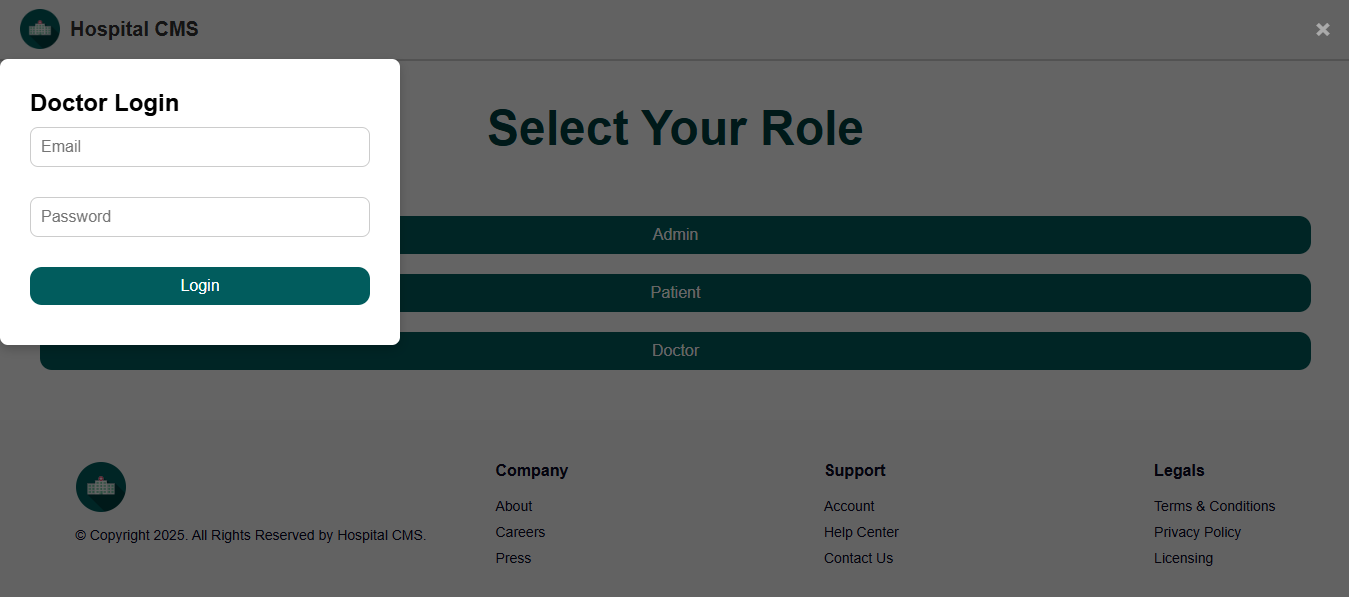 Hospital CMS
×
Doctor Login
Email
Password
Login
Select Your Role
Admin
Patient
Doctor
© Copyright 2025. All Rights Reserved by Hospital CMS.
Company
About
Careers
Press
Support
Account
Help Center
Contact Us
Legals
Terms & Conditions
Privacy Policy
Licensing